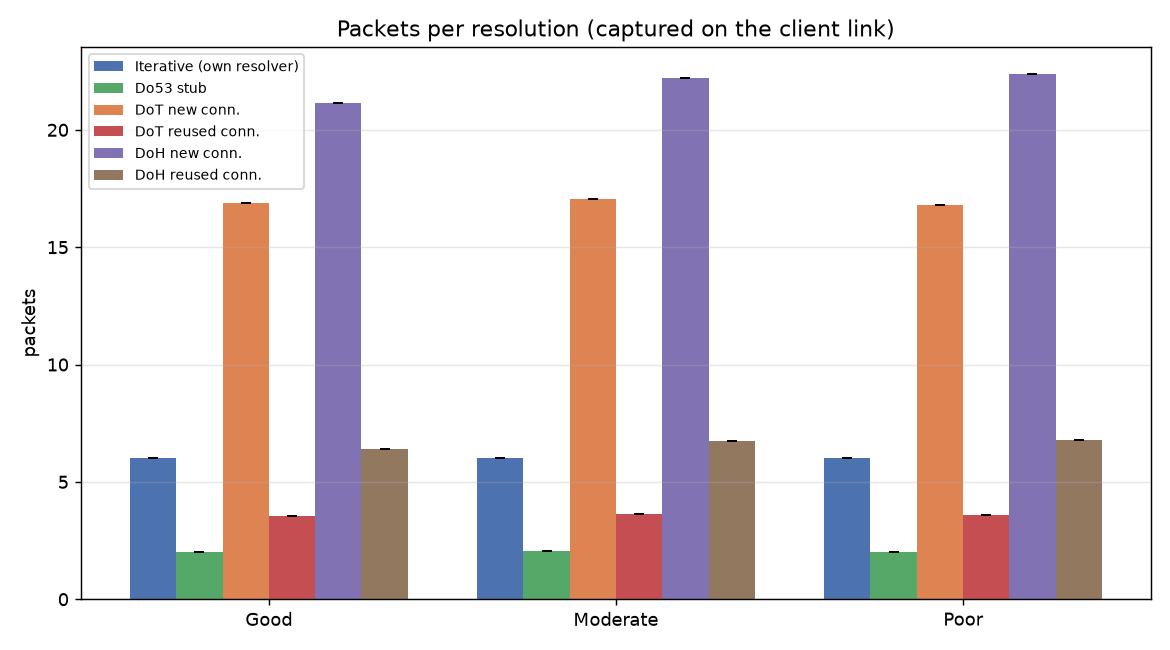 Packets per resolution (captured on the client link)
Iterative (own resolver)
Do53 stub
DoT new conn.
DoT reused conn.
DoH new conn.
DoH reused conn.
packets
20
15
10
5
0
Good
Moderate
Poor